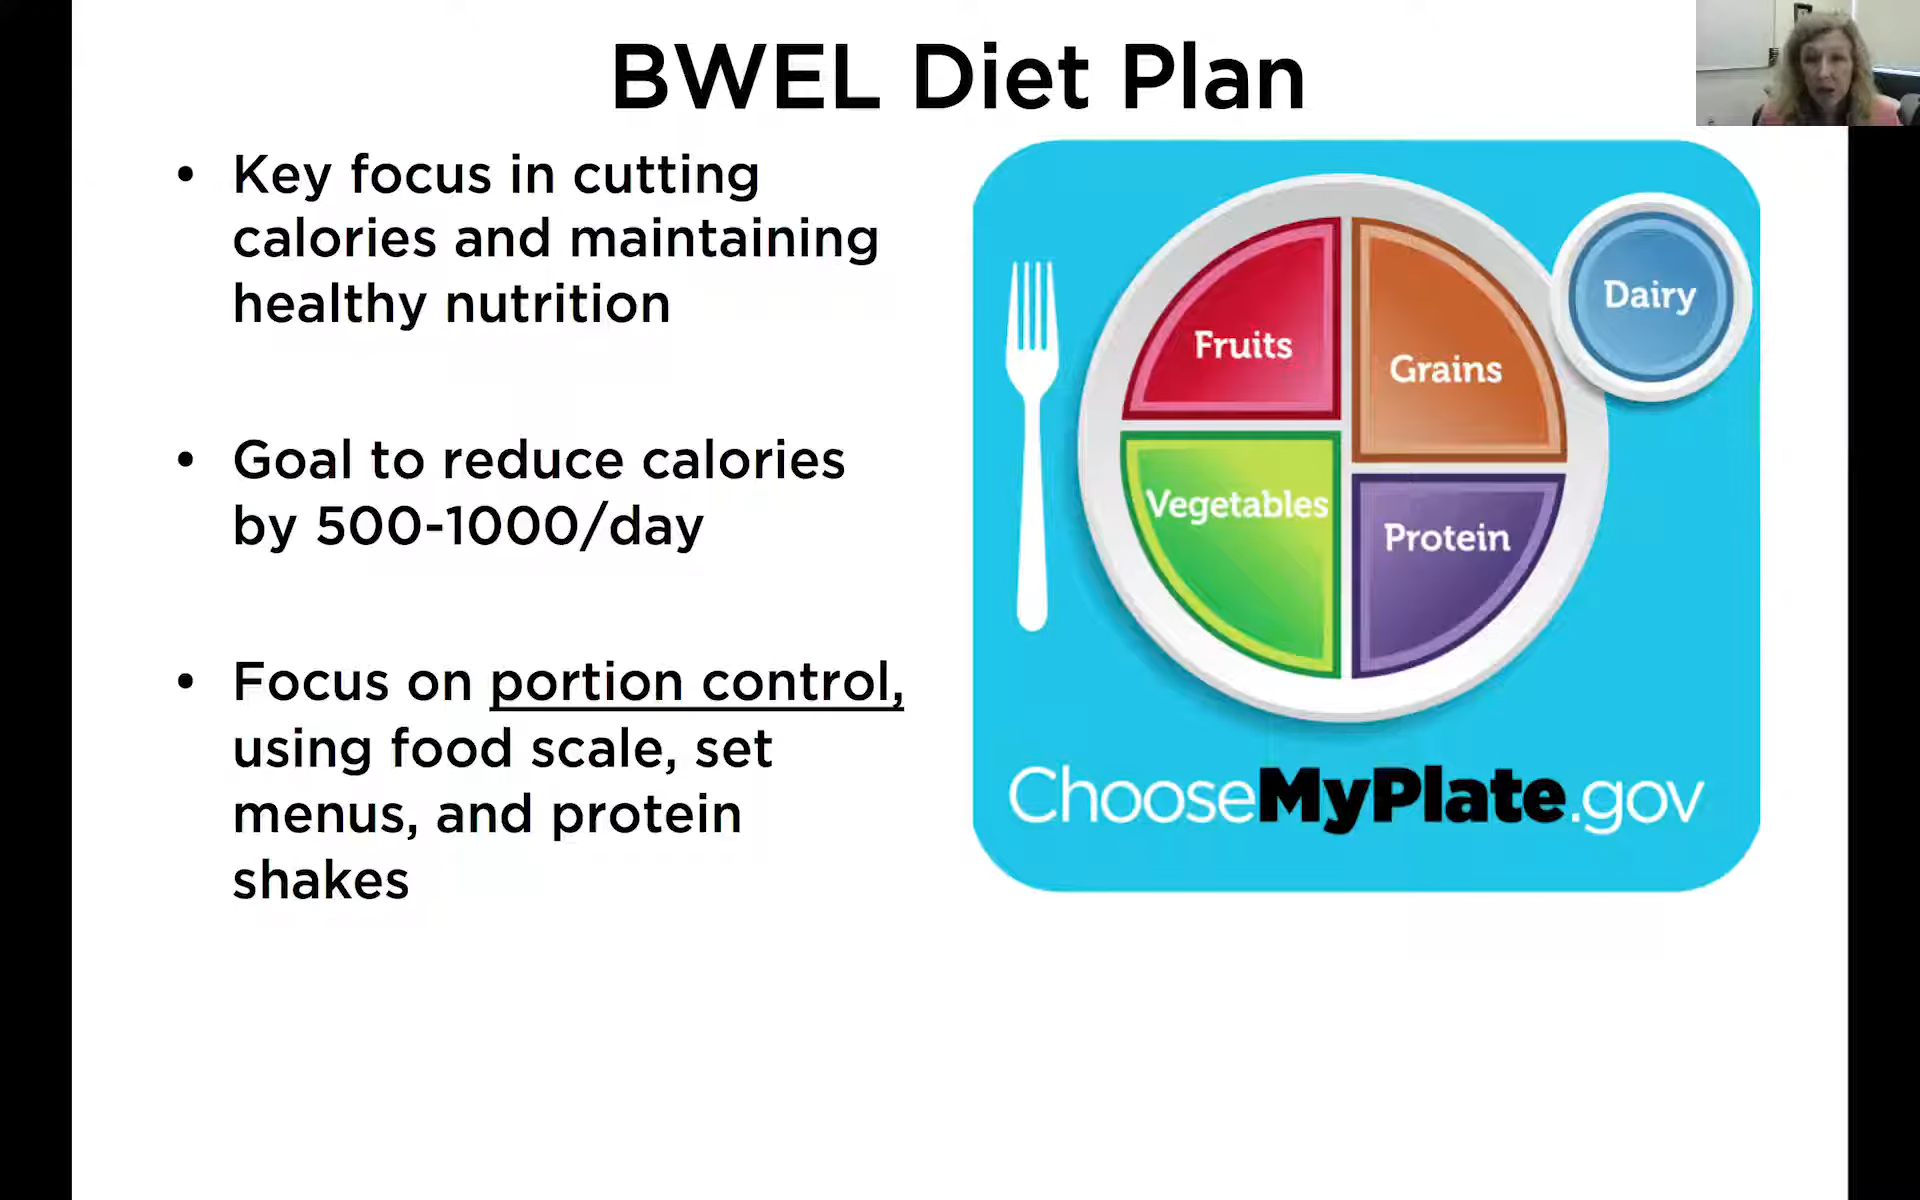 BWEL Diet Plan
• Key focus in cutting
calories and maintaining
healthy nutrition
• Goal to reduce calories
by 500-1000/day
• Focus on portion control,
using food scale, set
menus, and protein
shakes
Fruits
Grains
Dairy
Vegetables
Protein
ChooseMyPlate.gov